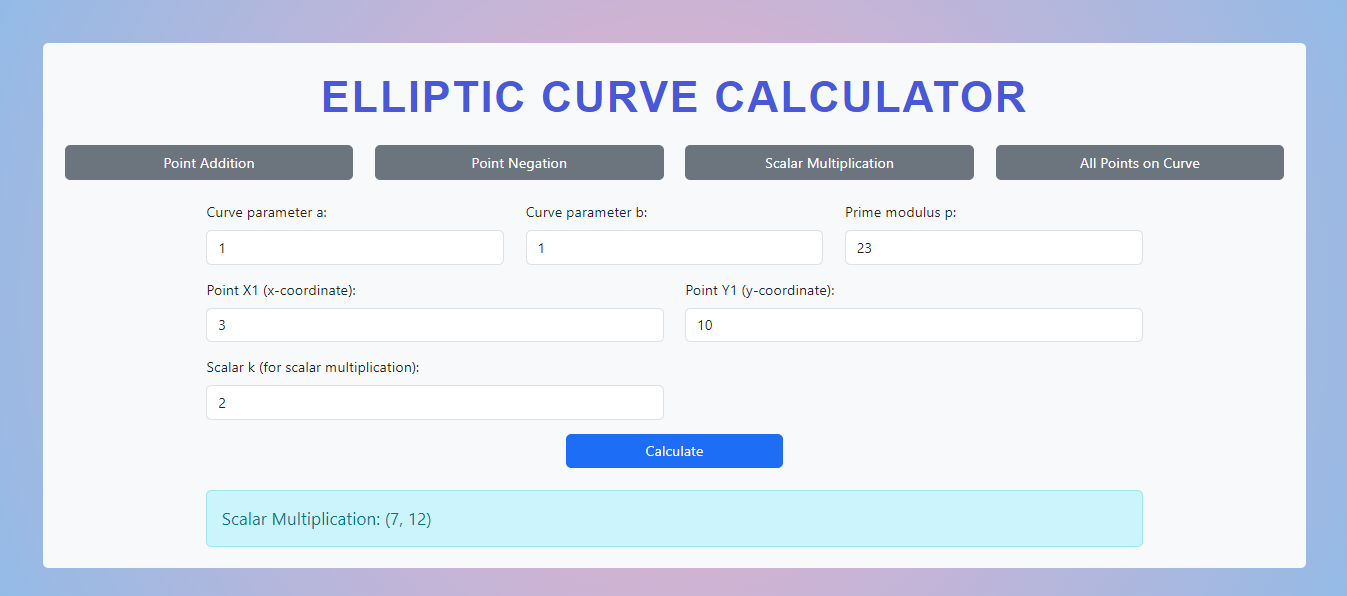 ELLIPTIC CURVE CALCULATOR
Point Addition Point Negation Scalar Multiplication All Points on Curve
Curve parameter a: Curve parameter b: Prime modulus p:
1 1 23
Point X1 (x-coordinate): Point Y1 (y-coordinate):
3 10
Scalar k (for scalar multiplication):
2
Calculate
Scalar Multiplication: (7, 12)